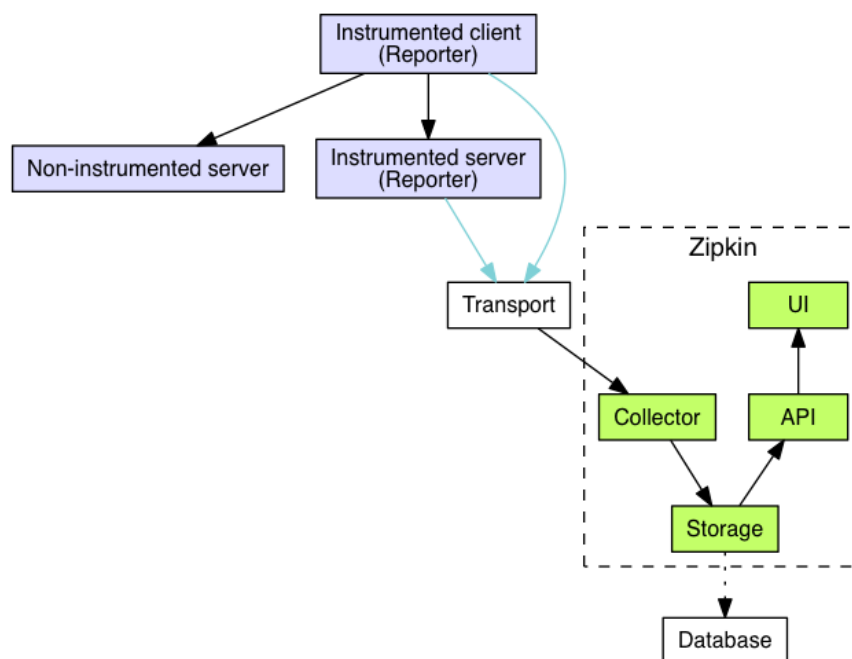 Instrumented client
(Reporter)
Non-instrumented server
Instrumented server
(Reporter)
Zipkin
Transport
UI
Collector
API
Storage
Database